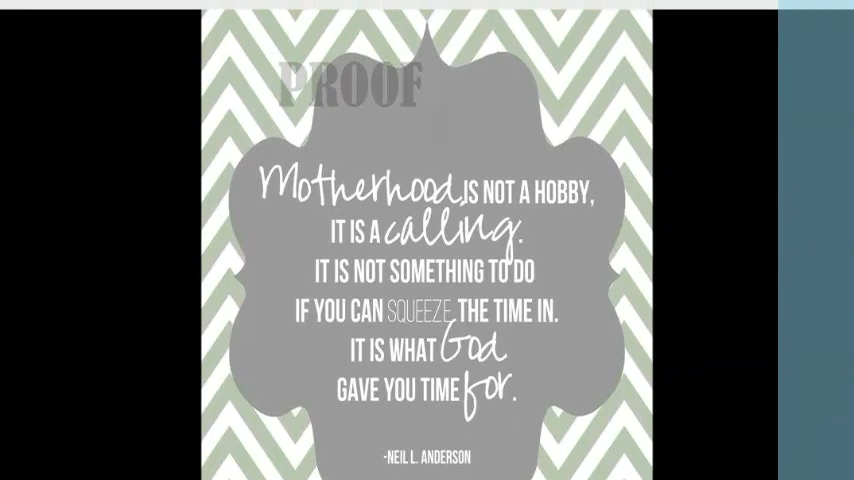 PROOF
Motherhood IS NOT A HOBBY,
IT IS A calling.
IT IS NOT SOMETHING TO DO
IF YOU CAN SQUEEZE THE TIME IN.
IT IS WHAT God
GAVE YOU TIME for.
-NEIL L. ANDERSON